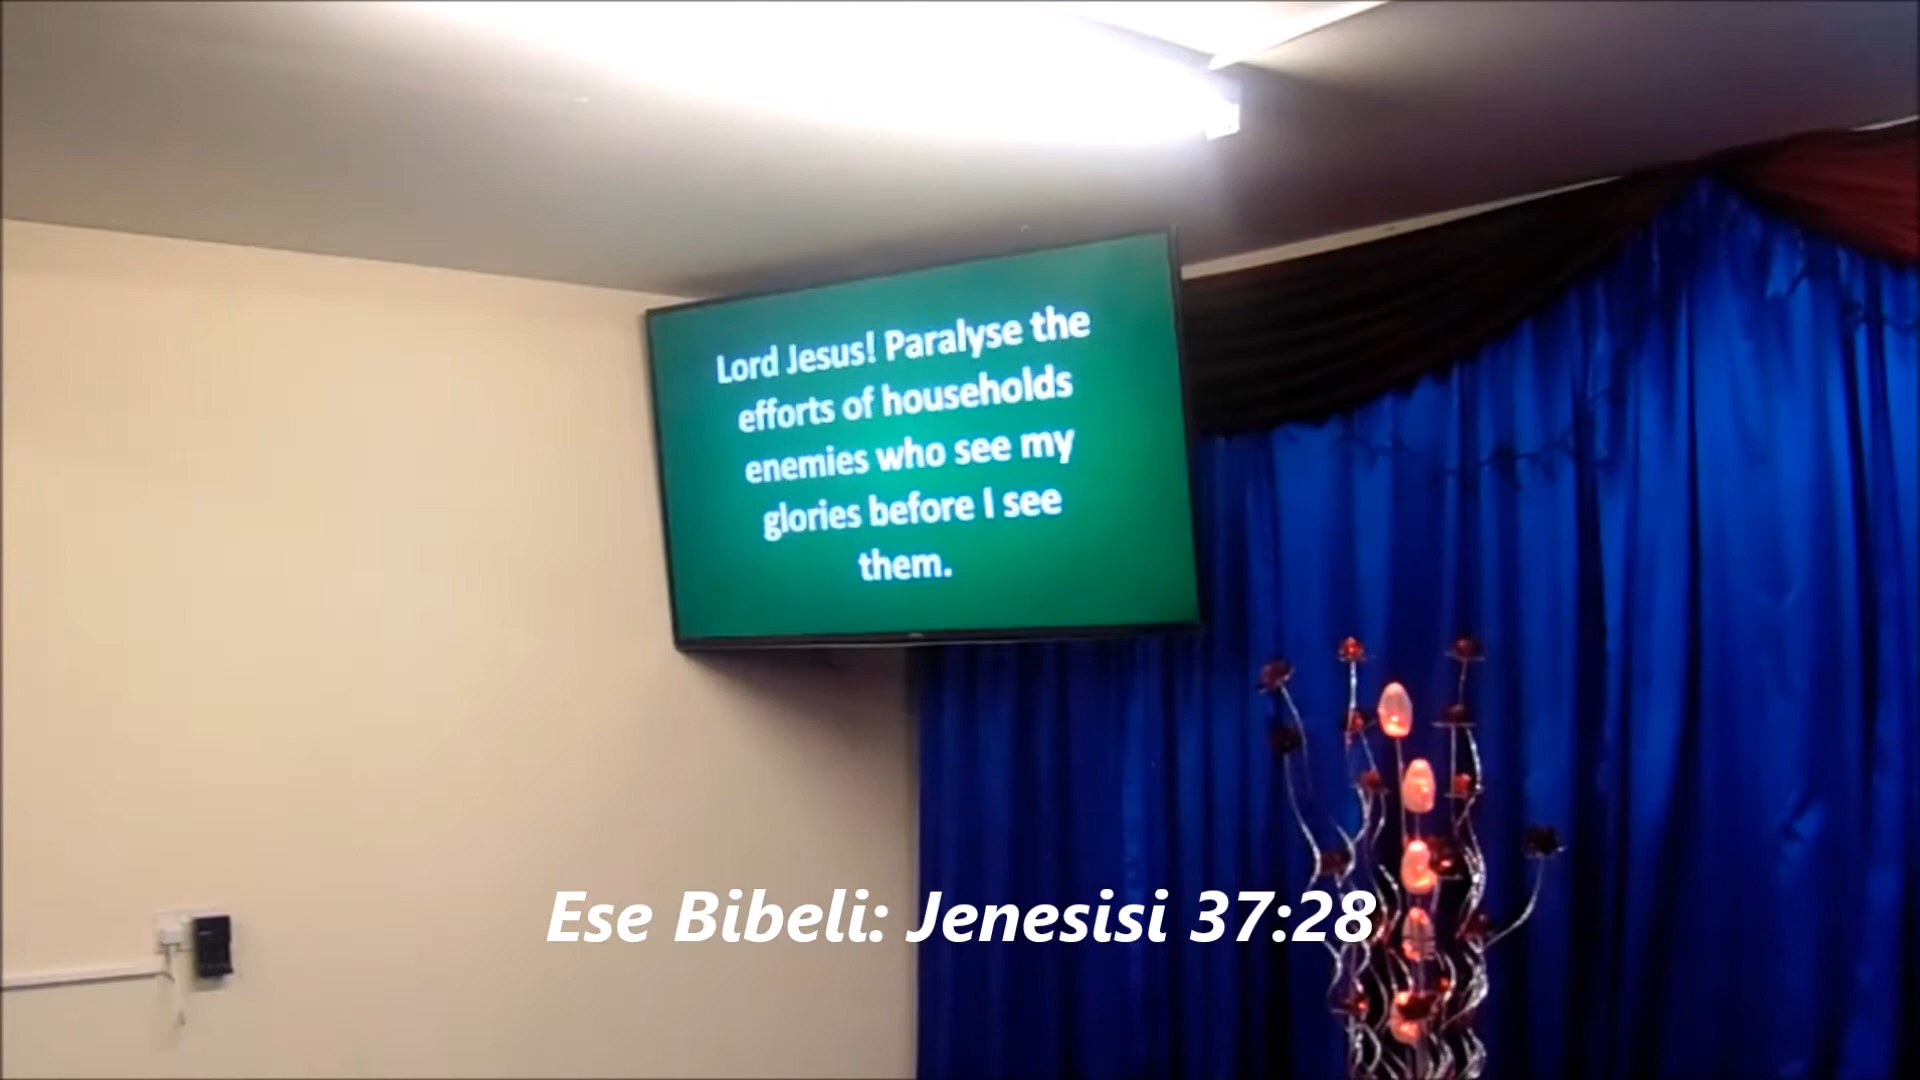 Lord Jesus! Paralyse the
efforts of households
enemies who see my
glories before I see
them.
Ese Bibeli: Jenesisi 37:28